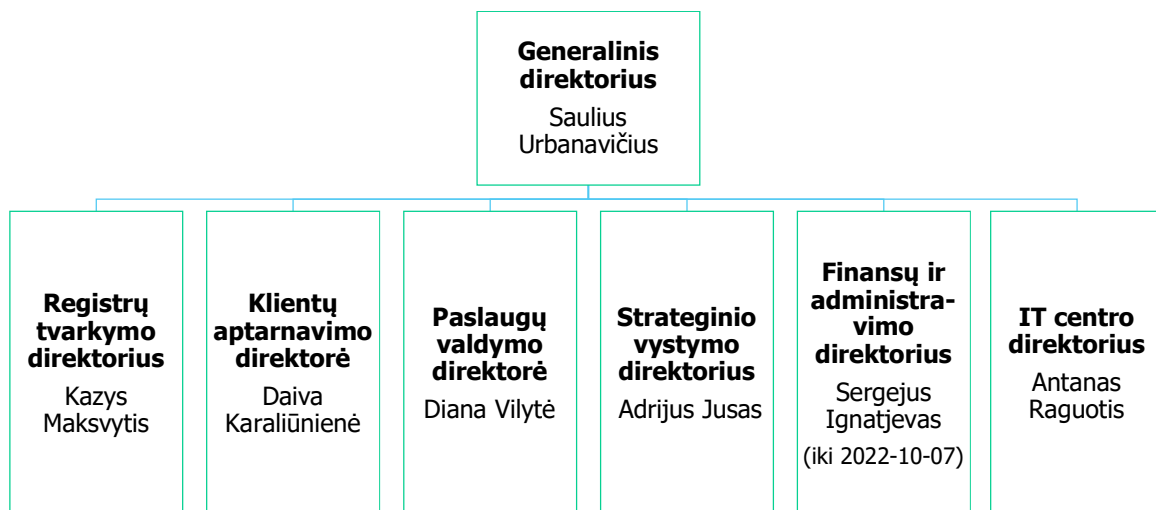 Generalinis
direktorius
Saulius
Urbanavičius
Registrų
tvarkymo
direktorius
Kazys
Maksvytis
Klientų
aptarnavimo
direktorė
Daiva
Karaliūnienė
Paslaugų
valdymo
direktorė
Diana Vilytė
Strateginio
vystymo
direktorius
Adrijus Jusas
Finansų ir
administra-
vimo
direktorius
Sergejus
Ignatjevas
(iki 2022-10-07)
IT centro
direktorius
Antanas
Raguotis